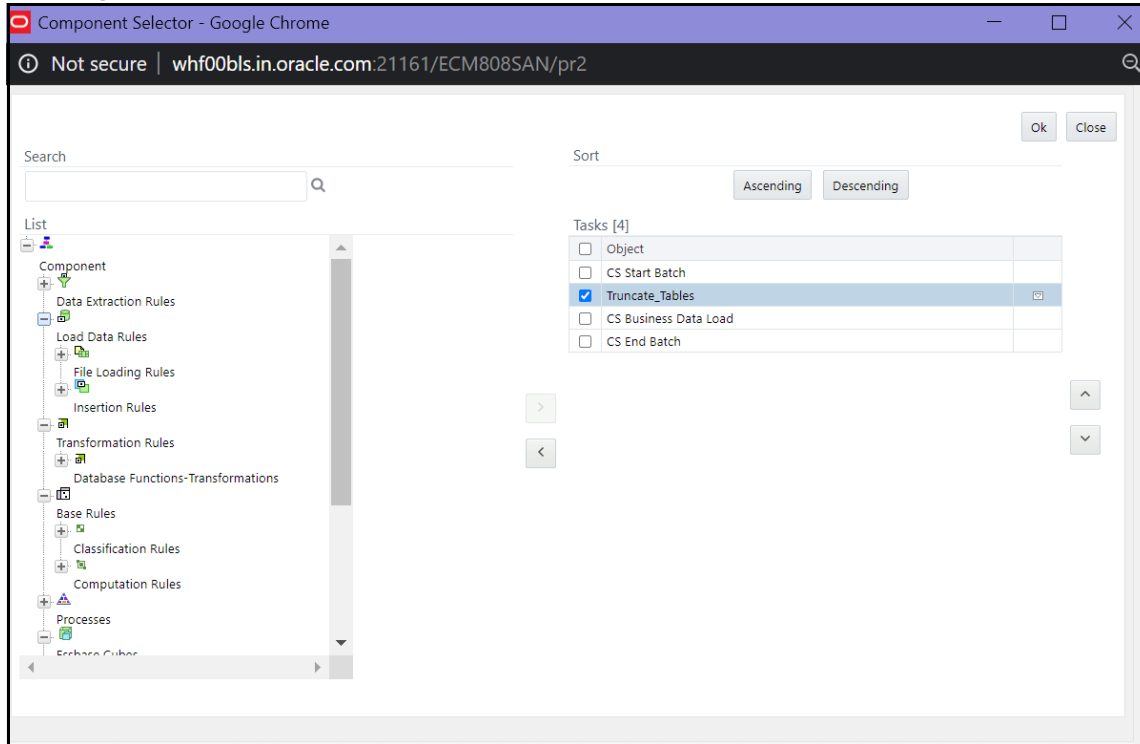 Component Selector - Google Chrome
Not secure | whf00bls.in.oracle.com:21161/ECM808SAN/pr2
Ok Close
Search
Sort
Ascending Descending
List
Tasks [4]
Object
CS Start Batch
Truncate_Tables
CS Business Data Load
CS End Batch
Component
Data Extraction Rules
Load Data Rules
File Loading Rules
Insertion Rules
Transformation Rules
Database Functions-Transformations
Base Rules
Classification Rules
Computation Rules
Processes
Essbase Cubes